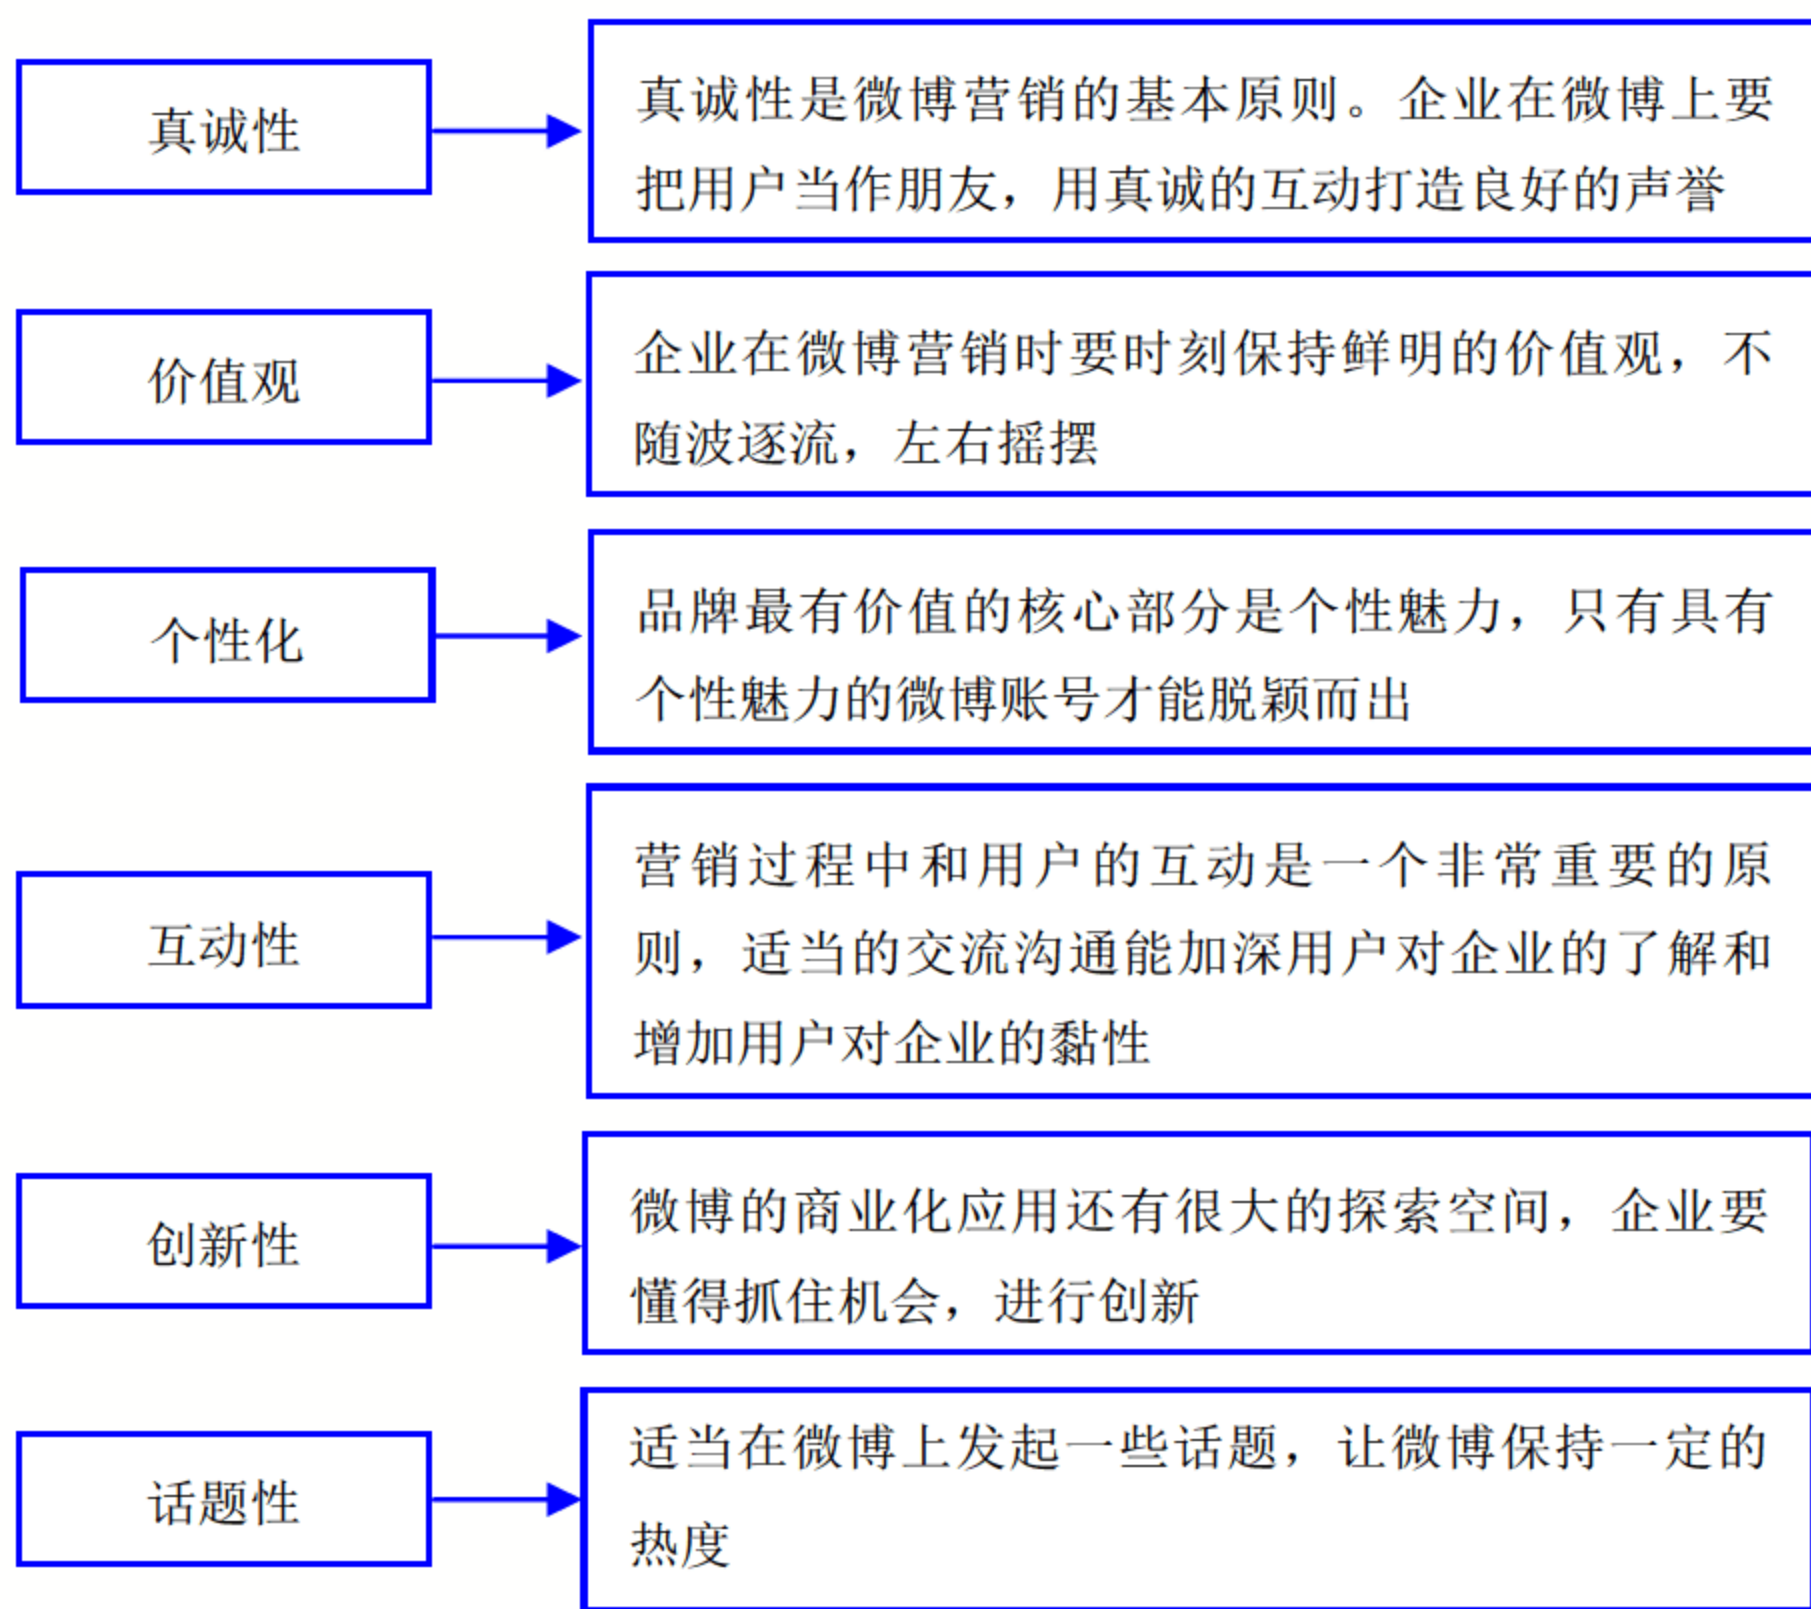 真诚性
真诚性是微博营销的基本原则。企业在微博上要
把用户当作朋友，用真诚的互动打造良好的声誉
价值观
企业在微博营销时要时刻保持鲜明的价值观，不
随波逐流，左右摇摆
个性化
品牌最有价值的核心部分是个性魅力，只有具有
个性魅力的微博账号才能脱颖而出
互动性
营销过程中和用户的互动是一个非常重要的原
则，适当的交流沟通能加深用户对企业的了解和
增加用户对企业的黏性
创新性
微博的商业化应用还有很大的探索空间，企业要
懂得抓住机会，进行创新
话题性
适当在微博上发起一些话题，让微博保持一定的
热度